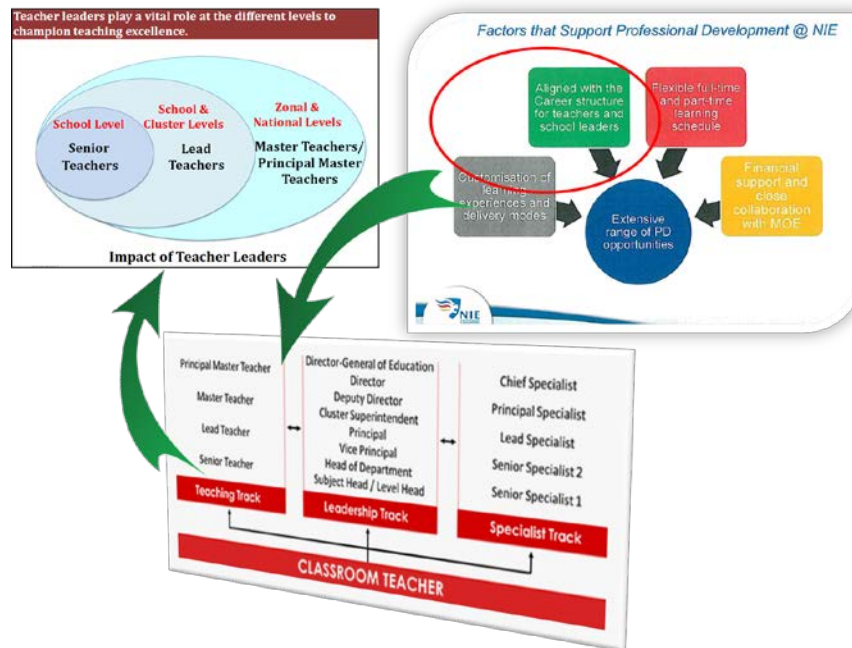 Teacher leaders play a vital role at the different levels to
champion teaching excellence.
School Level
Senior
Teachers
School &
Cluster Levels
Lead
Teachers
Zonal &
National Levels
Master Teachers/
Principal Master
Teachers
Impact of Teacher Leaders
Factors that Support Professional Development @ NIE
Aligned with the
Career structure
for teachers and
school leaders
Flexible full-time
and part-time
learning
schedule
Customisation of
learning
experiences and
delivery modes
Financial
support and
close
collaboration
with MOE
Extensive
range of PD
opportunities
NIE
Principal Master Teacher
Master Teacher
Lead Teacher
Senior Teacher
Teaching Track
Director-General of Education
Director
Deputy Director
Cluster Superintendent
Principal
Vice Principal
Head of Department
Subject Head / Level Head
Leadership Track
Chief Specialist
Principal Specialist
Lead Specialist
Senior Specialist 2
Senior Specialist 1
Specialist Track
CLASSROOM TEACHER